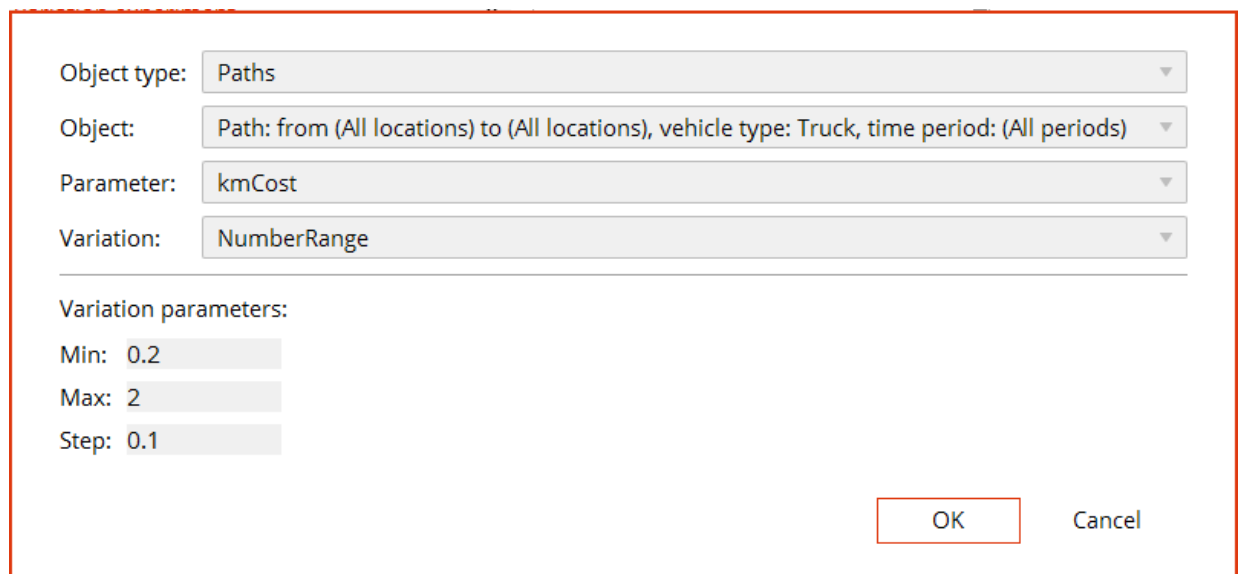 Object type: Paths
Object: Path: from (All locations) to (All locations), vehicle type: Truck, time period: (All periods)
Parameter: kmCost
Variation: NumberRange
Variation parameters:
Min: 0.2
Max: 2
Step: 0.1
OK Cancel